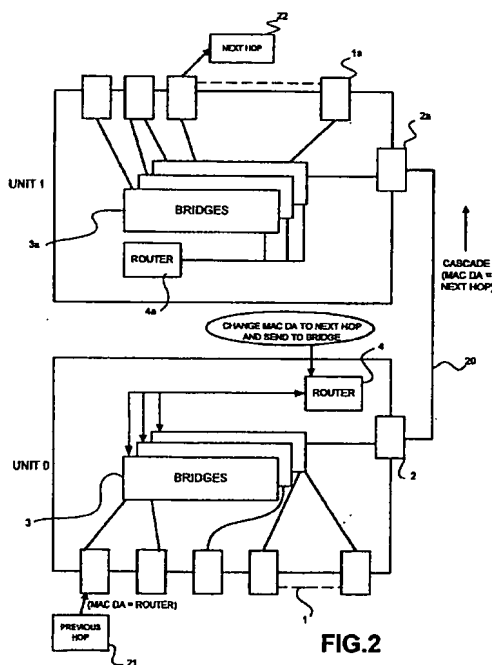 22
NEXT HOP
1a
2a
UNIT 1
BRIDGES
3a
ROUTER
4a
CASCADE
(MAC DA =
NEXT HOP)
CHANGE MAC DA TO NEXT HOP
AND SEND TO BRIDGE
4
ROUTER
20
UNIT 0
BRIDGES
2
3
(MAC DA = ROUTER)
1
PREVIOUS
HOP
21
FIG.2